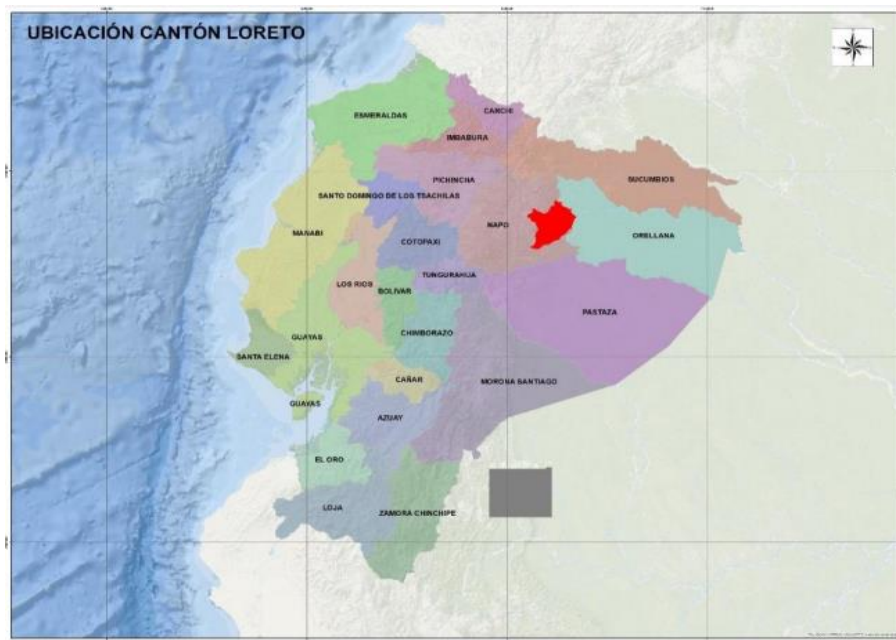 UBICACIÓN CANTÓN LORETO
CARCHI
ESMERALDAS
IMBABURA
SUCUMBIOS
PICHINCHA
SANTO DOMINGO DE LOS TSACHILAS
NAPO
MANABI
ORELLANA
COTOPAXI
TUNGURAHUA
LOS RIOS
BOLIVAR
PASTAZA
CHIMBORAZO
GUAYAS
SANTA ELENA
CAÑAR
MORONA SANTIAGO
GUAYAS
AZUAY
EL ORO
LOJA
ZAMORA CHINCHIPE